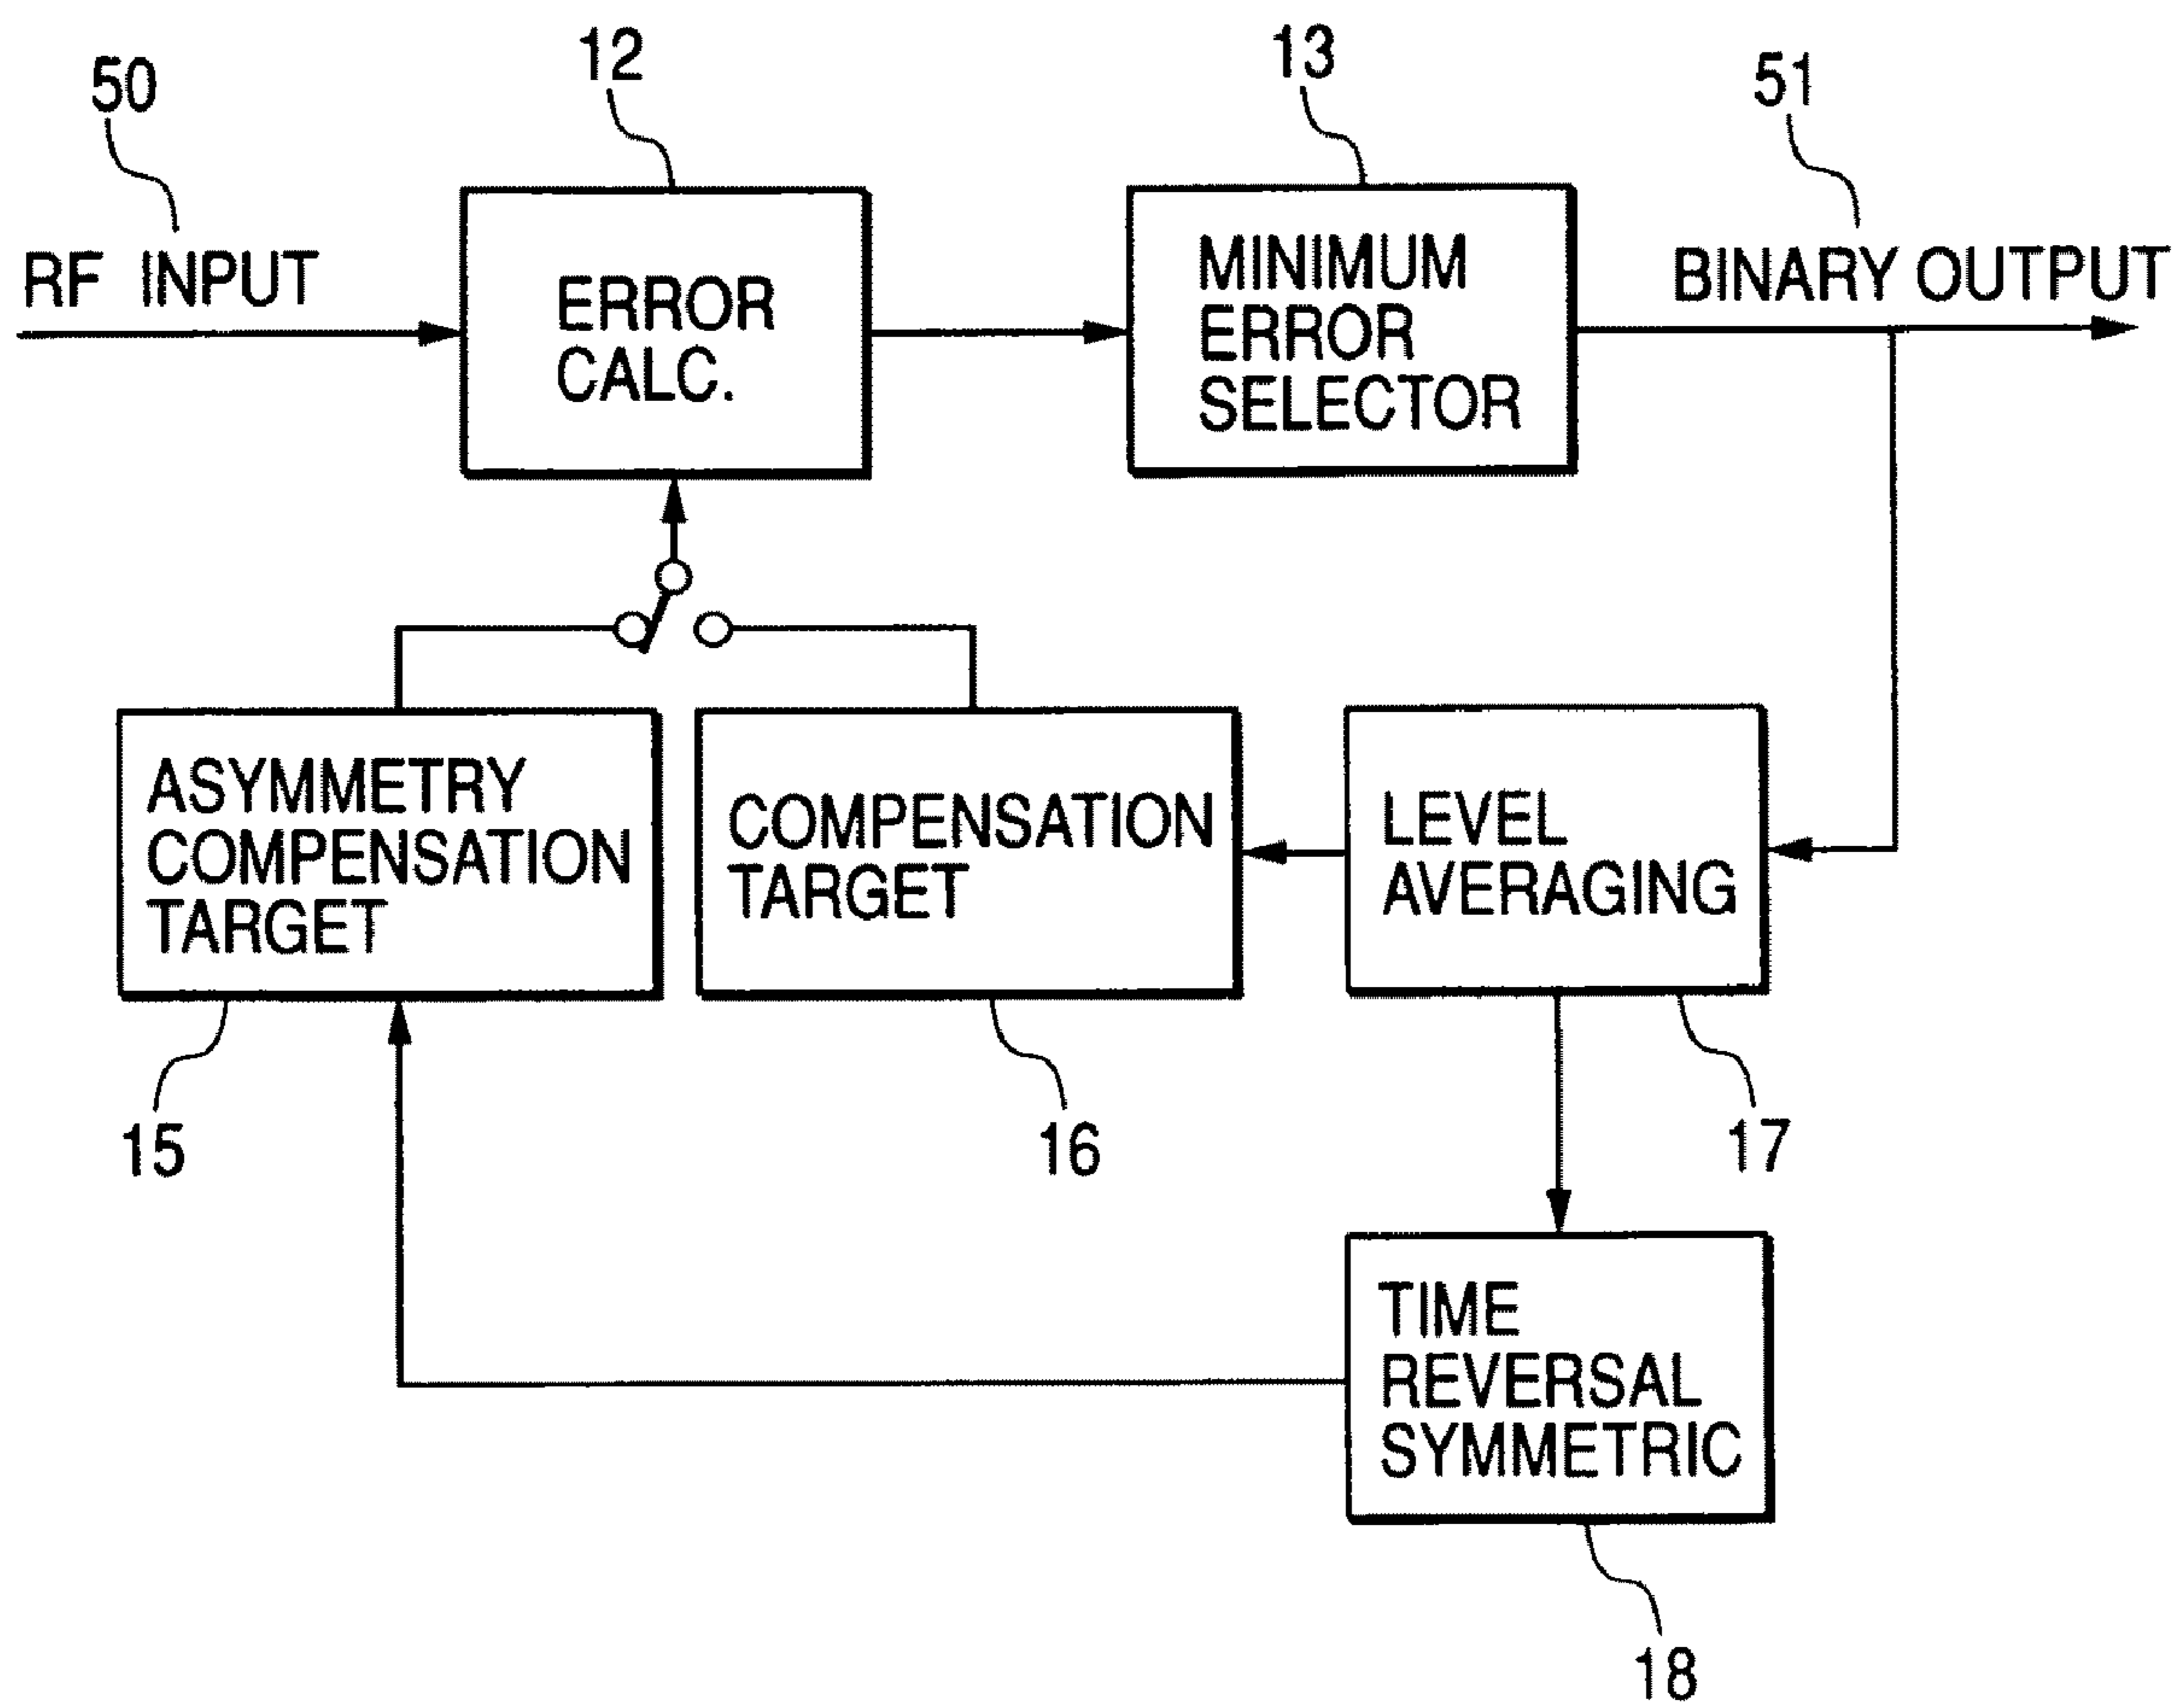 50
12
13
51
RF INPUT
ERROR
CALC.
MINIMUM
ERROR
SELECTOR
BINARY OUTPUT
ASYMMETRY
COMPENSATION
TARGET
COMPENSATION
TARGET
LEVEL
AVERAGING
15
16
17
TIME
REVERSAL
SYMMETRIC
18